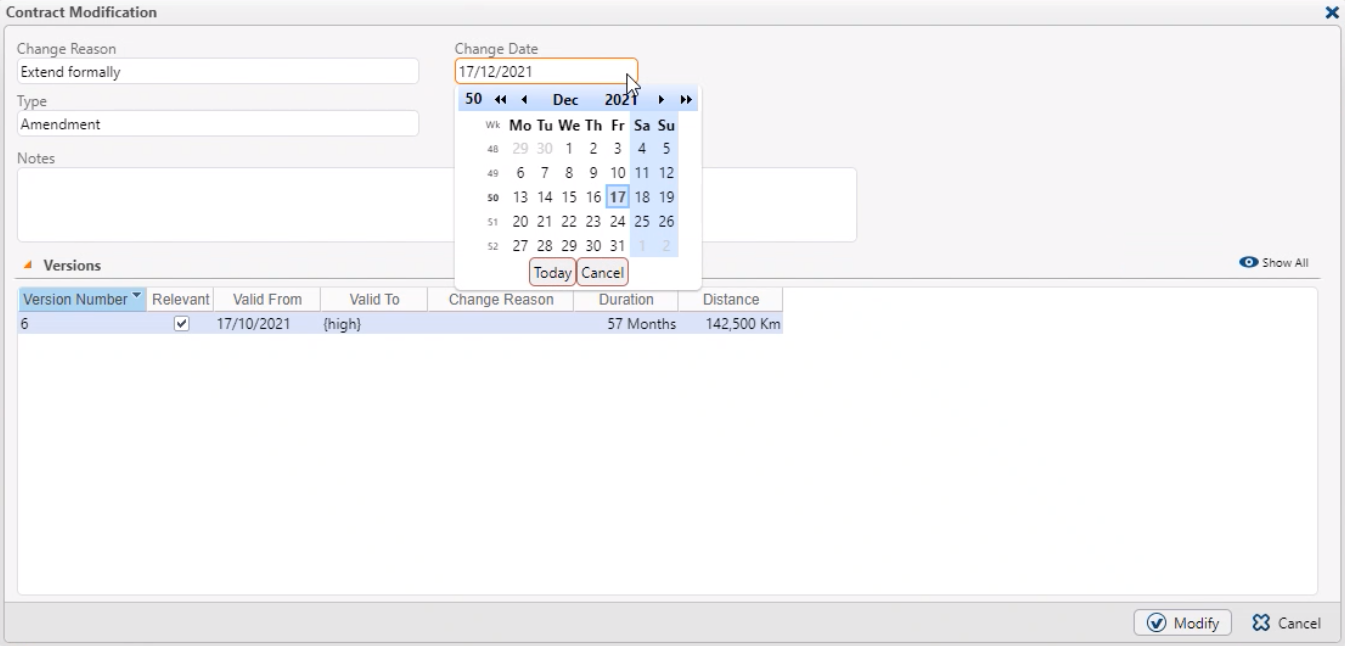 Contract Modification
Change Reason
Extend formally
Change Date
17/12/2021
Type
Amendment
Notes
50 Dec 2021
Wk Mo Tu We Th Fr Sa Su
48 29 30 1 2 3 4 5
49 6 7 8 9 10 11 12
50 13 14 15 16 17 18 19
51 20 21 22 23 24 25 26
52 27 28 29 30 31 1 2
Today Cancel
Versions
Show All
Version Number Relevant Valid From Valid To Change Reason Duration Distance
6 17/10/2021 {high} 57 Months 142,500 Km
Modify Cancel